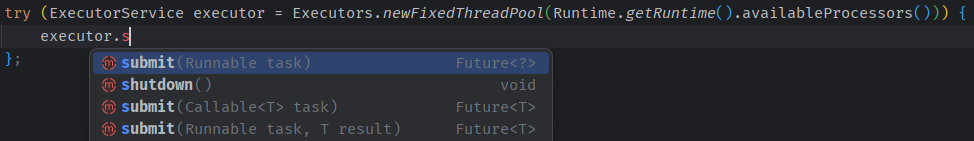 try (ExecutorService executor = Executors.newFixedThreadPool(Runtime.getRuntime().availableProcessors())) {
executor.s
};
m submit(Runnable task) Future<?>
m shutdown() void
m submit(Callable<T> task) Future<T>
m submit(Runnable task, T result) Future<T>